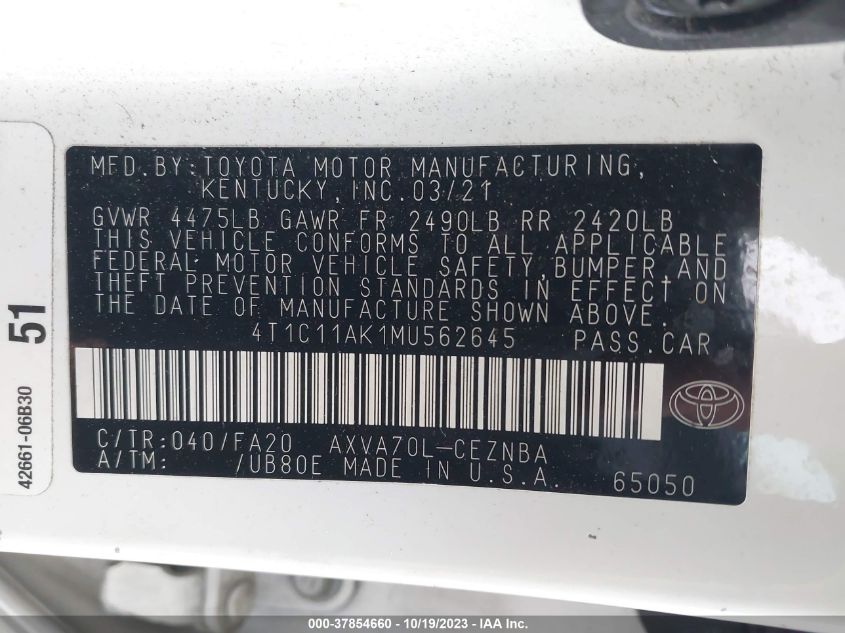 MFD.BY:TOYOTA MOTOR MANUFACTURING,
KENTUCKY,INC.03/21
GVWR 4475LB GAWR FR 2490LB RR 2420LB
THIS VEHICLE CONFORMS TO ALL APPLICABLE
FEDERAL MOTOR VEHICLE SAFETY,BUMPER,AND
THEFT PREVENTION STANDARDS IN EFFECT ON
THE DATE OF MANUFACTURE SHOWN ABOVE.
4T1C11AK1MU562645 PASS.CAR
C/TR:040/FA20 AXVA70L-CEZNBA
A/TM: /UB80E MADE IN U.S.A. 65050
42661-06B30 51
000-37854660 - 10/19/2023 - IAA Inc.